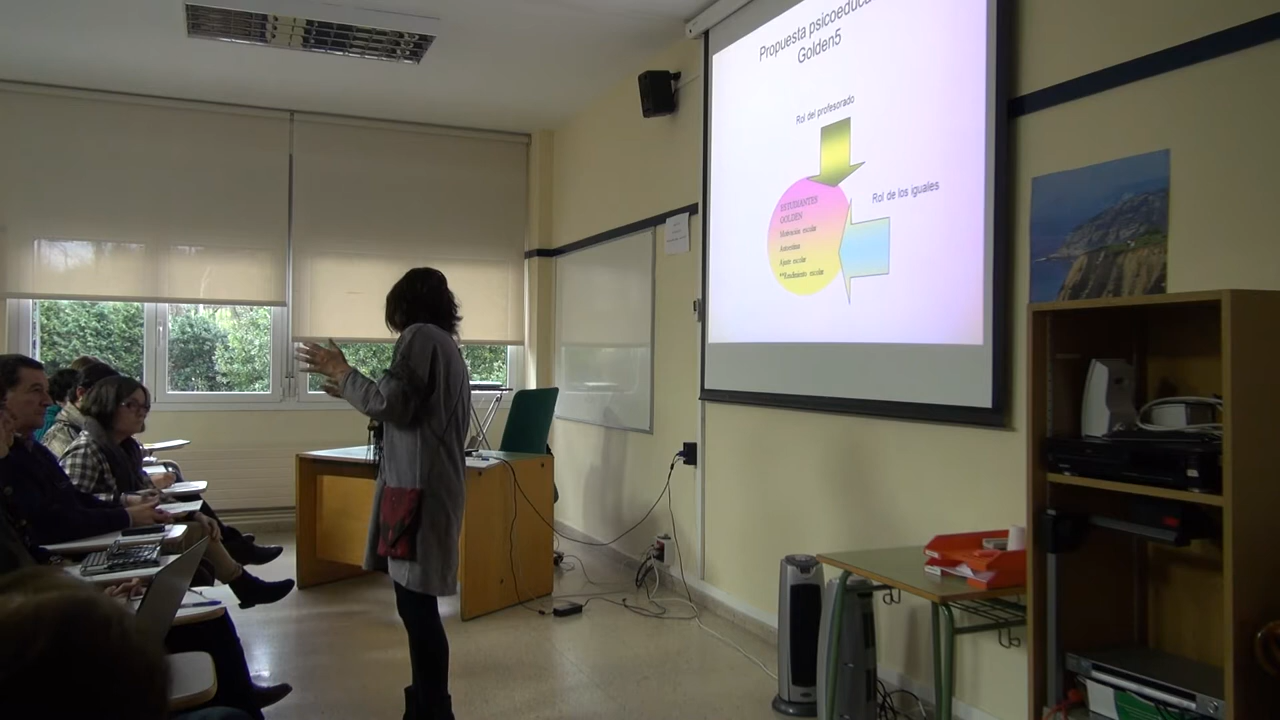 Propuesta psicoeduca
Golden5
Rol del profesorado
Rol de los iguales
ESTUDIANTES
GOLDEN
Motivación escolar
Autoestima
Ajuste escolar
**Rendimiento escolar